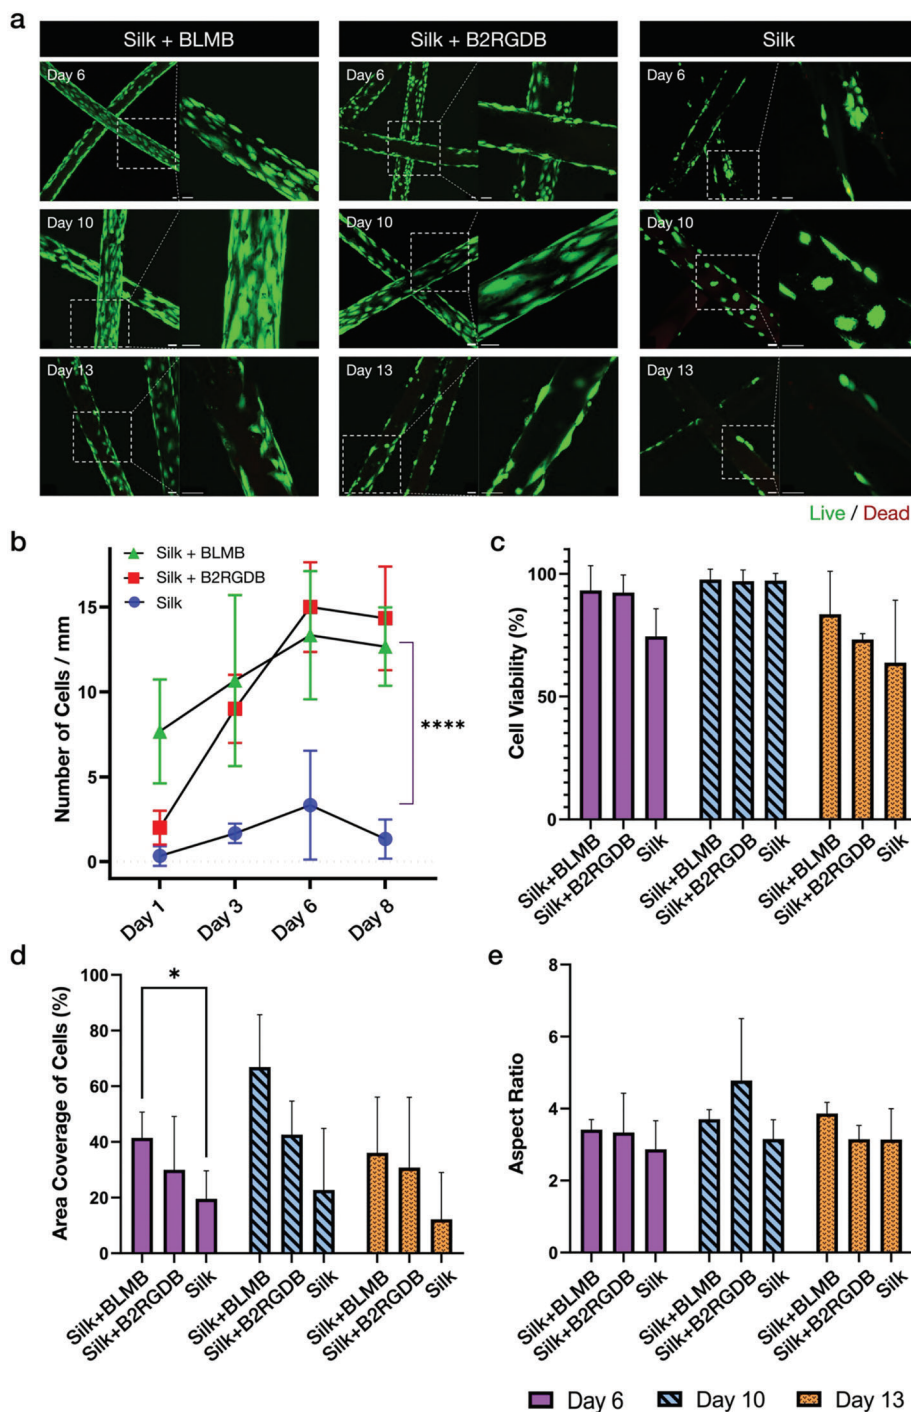 a
Silk + BLMB
Silk + B2RGDB
Silk
Day 6
Day 6
Day 6
Day 10
Day 10
Day 10
Day 13
Day 13
Day 13
Live / Dead
b
Silk + BLMB
Silk + B2RGDB
Silk
Number of Cells / mm
15
10
5
0
****
Day 1
Day 3
Day 6
Day 8
c
Cell Viability (%)
100
50
0
Silk+BLMB
Silk+B2RGDB
Silk
Silk+BLMB
Silk+B2RGDB
Silk
Silk+BLMB
Silk+B2RGDB
Silk
d
Area Coverage of Cells (%)
100
80
60
40
20
0
*
Silk+BLMB
Silk+B2RGDB
Silk
Silk+BLMB
Silk+B2RGDB
Silk
Silk+BLMB
Silk+B2RGDB
Silk
e
Aspect Ratio
8
6
4
2
0
Silk+BLMB
Silk+B2RGDB
Silk
Silk+BLMB
Silk+B2RGDB
Silk
Silk+BLMB
Silk+B2RGDB
Silk
Day 6
Day 10
Day 13